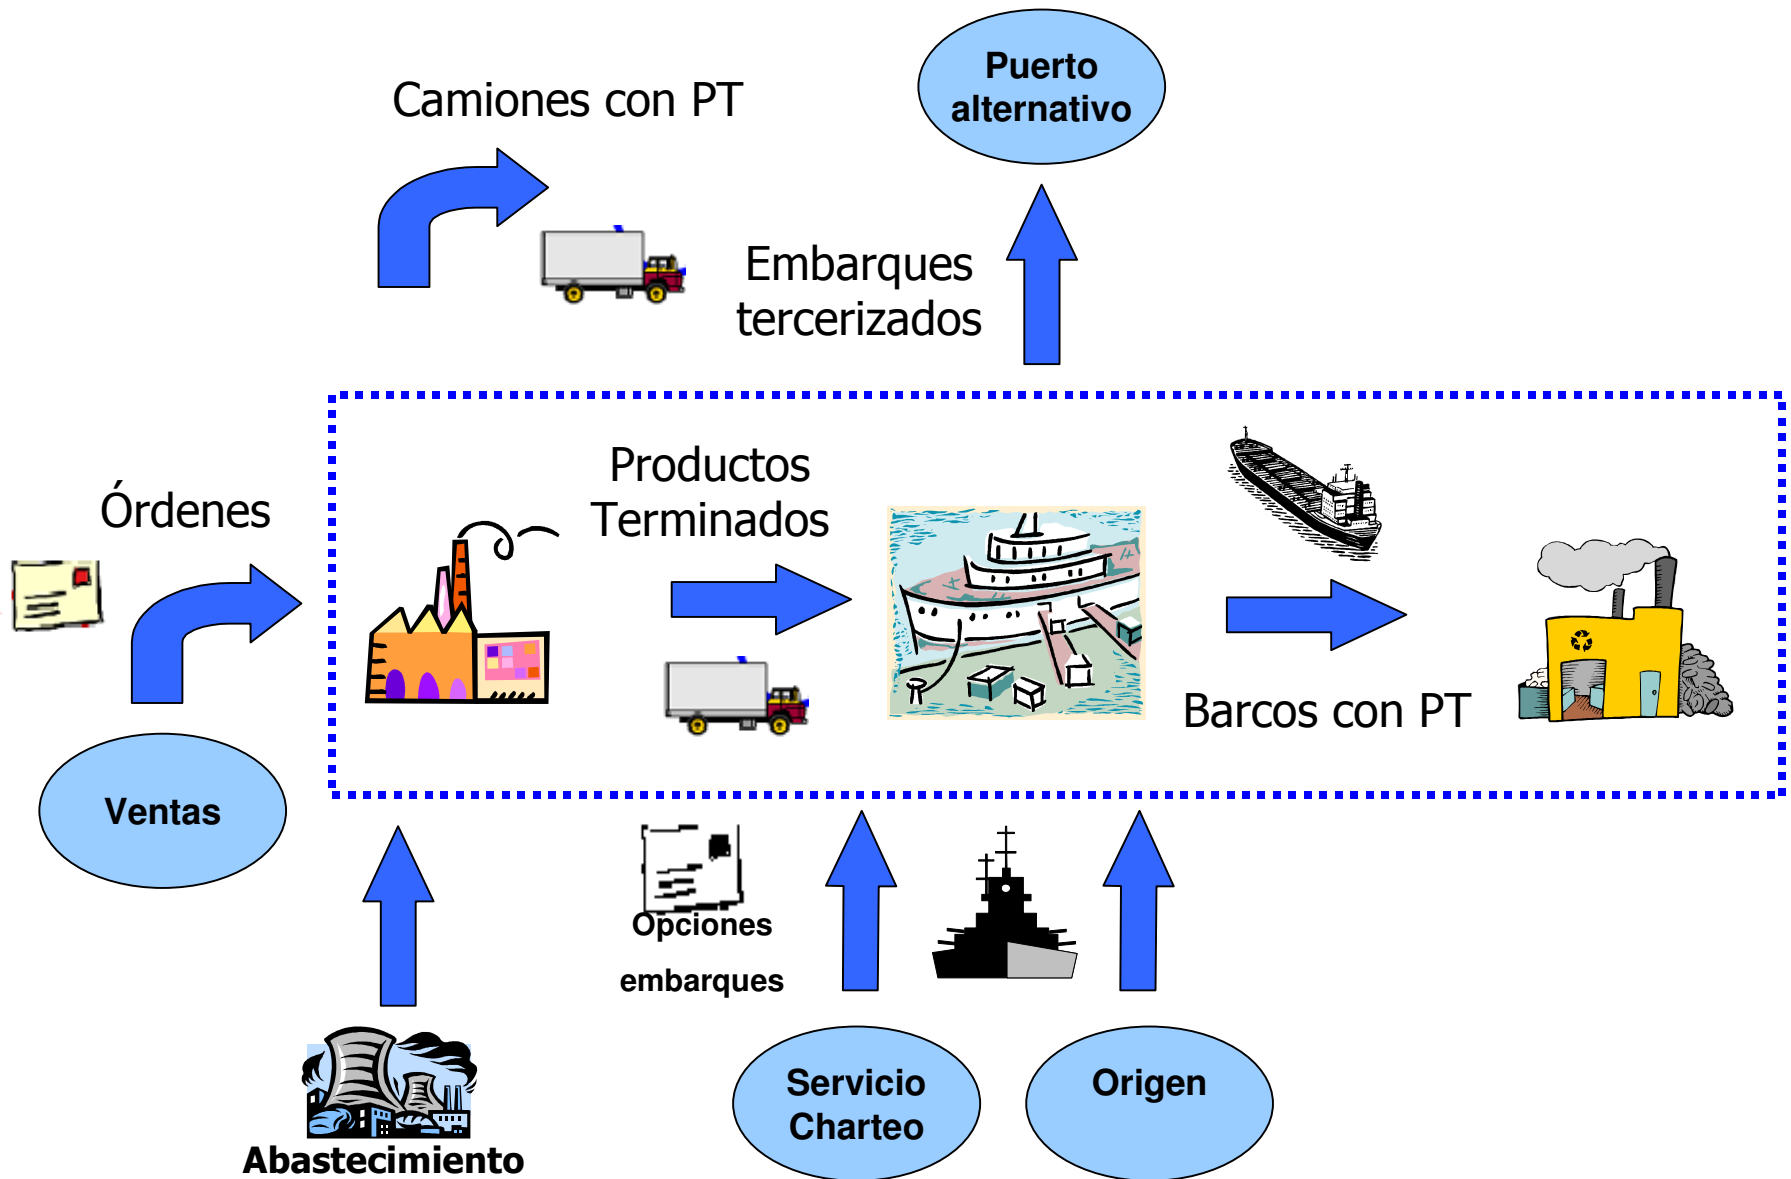 Puerto
alternativo
Camiones con PT
Embarques
tercerizados
Productos
Terminados
Órdenes
Barcos con PT
Ventas
Opciones
embarques
Servicio
Charteo
Origen
Abastecimiento